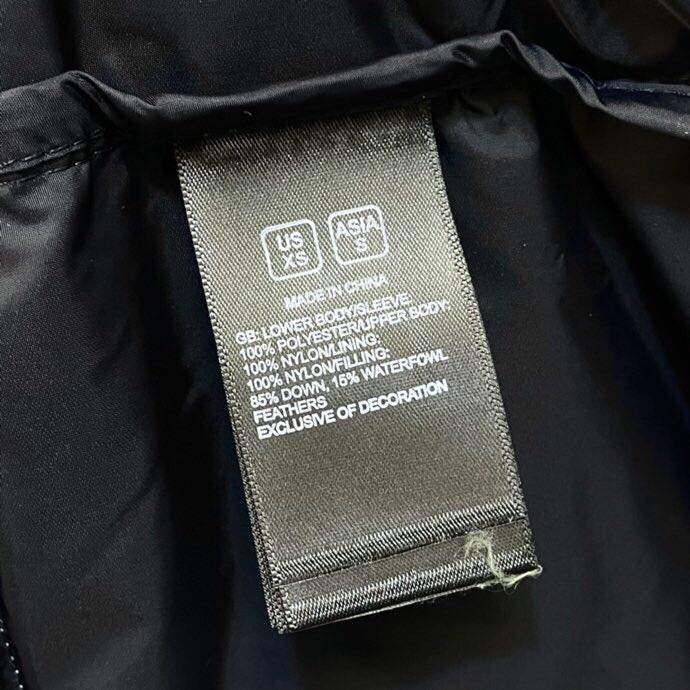 US
XS
ASIA
S
MADE IN CHINA
GB: LOWER BODY/SLEEVE
100% POLYESTER/UPPER BODY:
100% NYLON/LINING:
100% NYLON/FILLING:
85% DOWN, 15% WATERFOWL
FEATHERS
EXCLUSIVE OF DECORATION